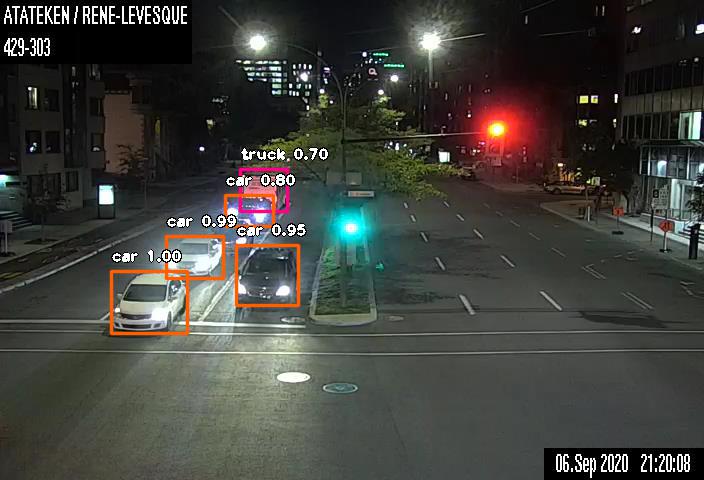 ATATEKEN / RENE-LEVESQUE
429-303
truck 0.70
car 0.80
car 0.99
car 0.95
car 1.00
06.Sep 2020 21:20:08